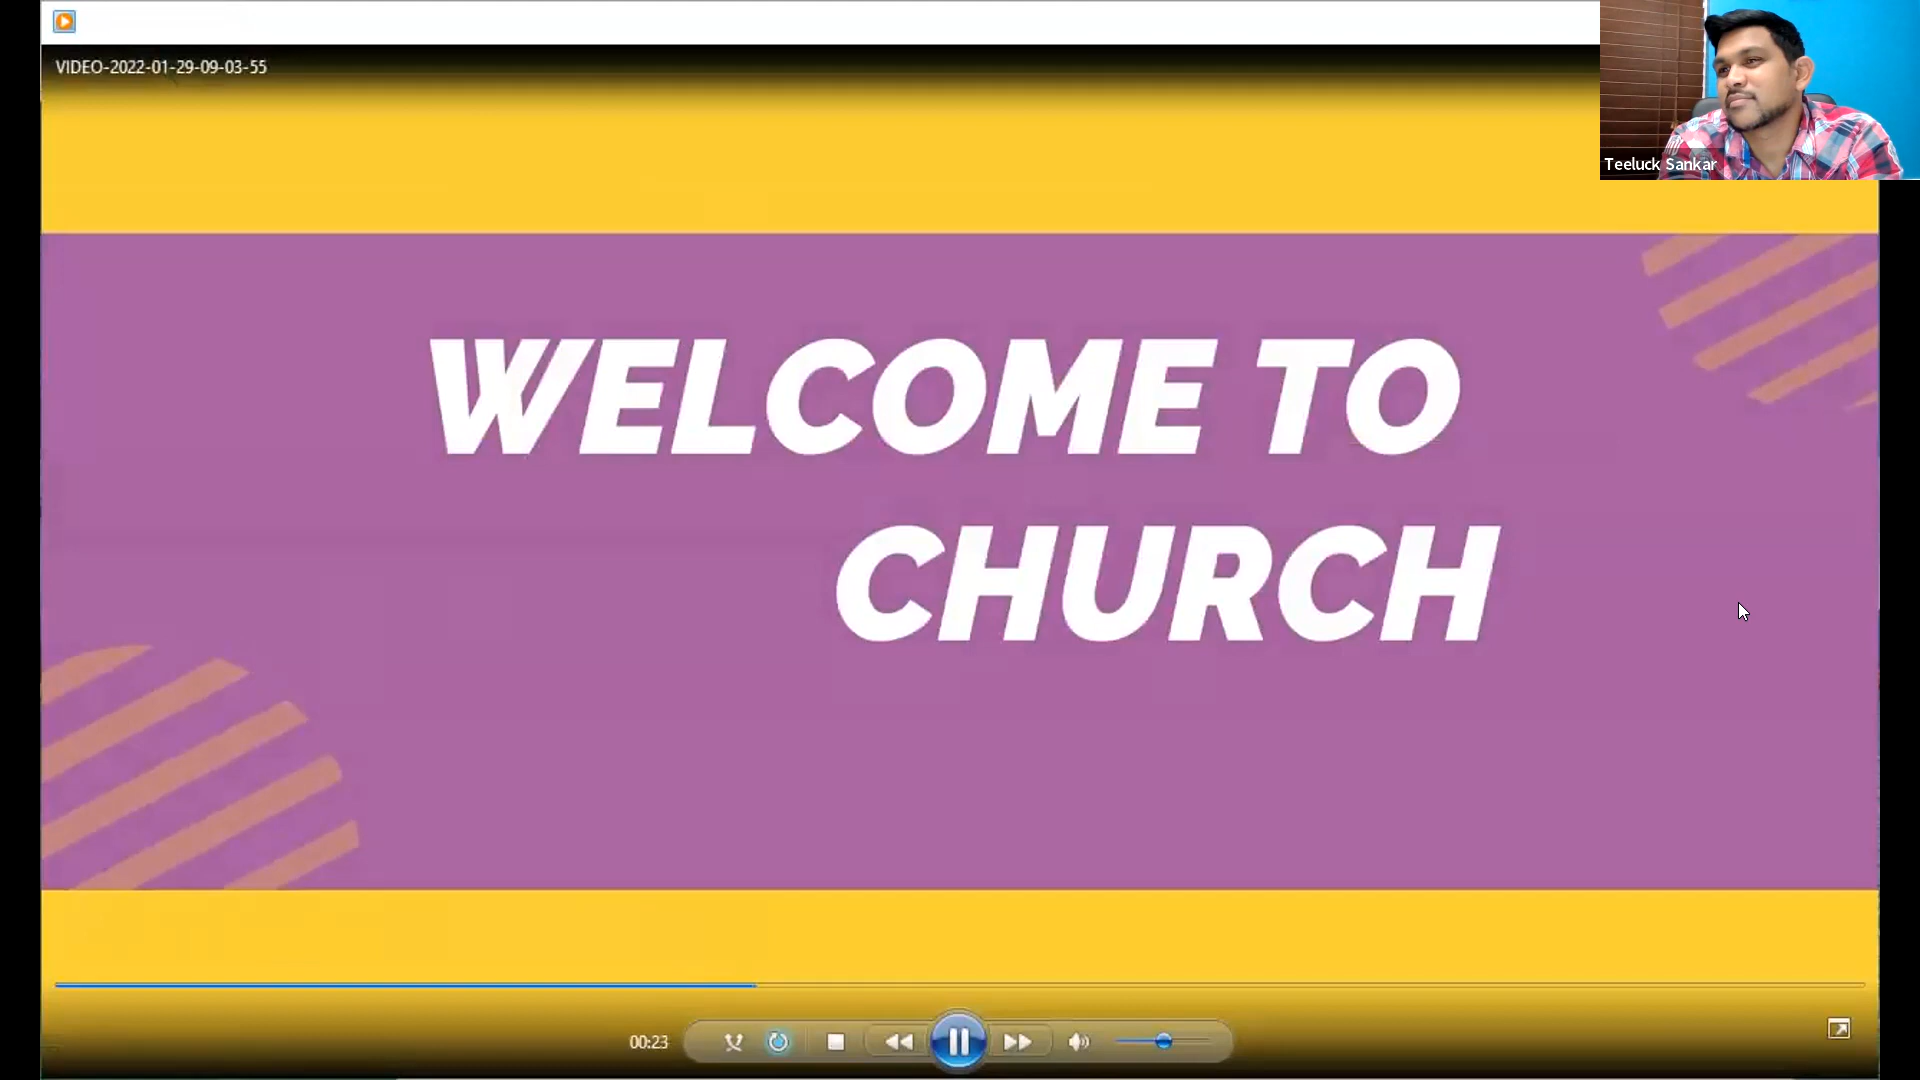 VIDEO-2022-01-29-09-03-55
Teeluck Sankar
WELCOME TO
CHURCH
00:23